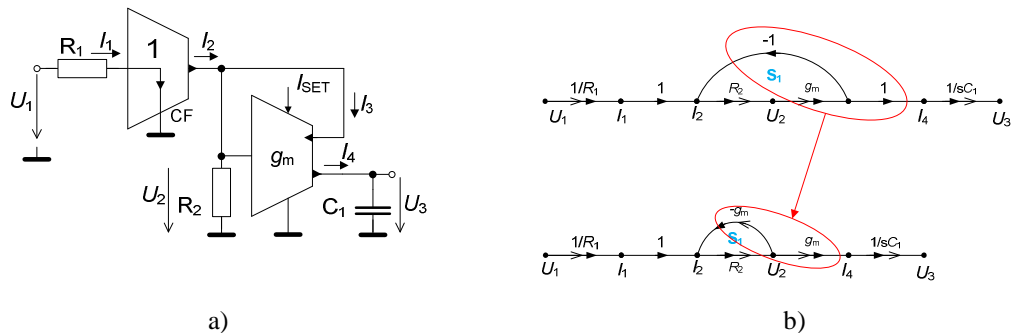 R1 I1 1 I2
U1
CF
ISET
I3
gm I4
U2 R2 C1 U3
a)
-1
S1
1/R1 1 R2 gm 1 1/sC1
U1 I1 I2 U2 I4 U3
-gm
S1
1/R1 1 R2 gm 1/sC1
U1 I1 I2 U2 I4 U3
b)